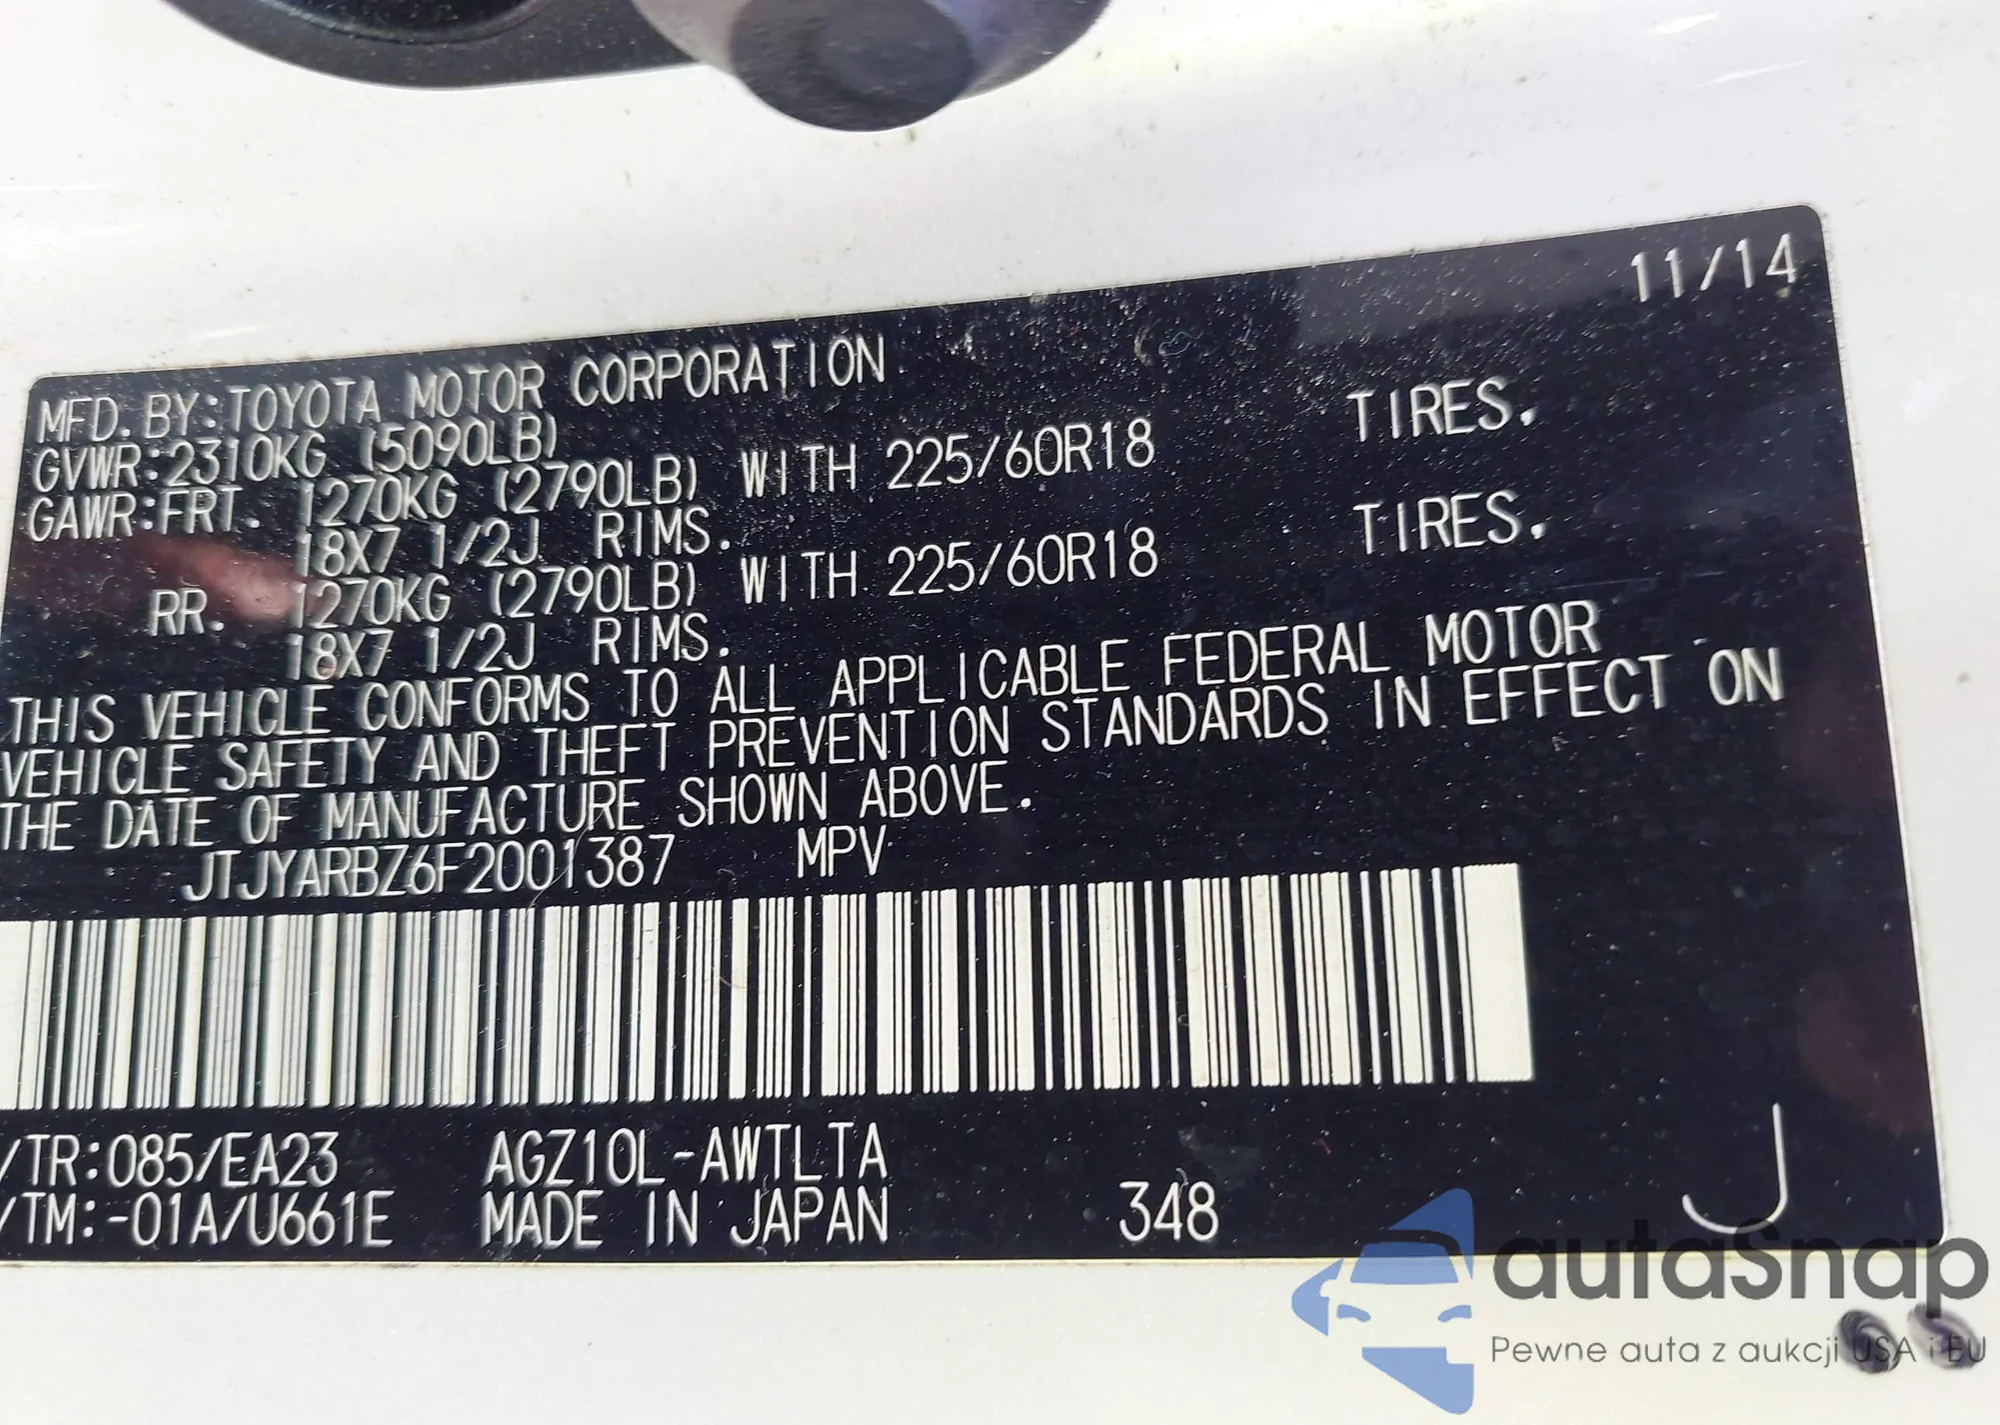 11/14
MFD. BY:TOYOTA MOTOR CORPORATION
GVWR:2310KG (5090LB)
GAWR:FRT. 1270KG (2790LB) WITH 225/60R18 TIRES.
18X7 1/2J RIMS.
RR. 1270KG (2790LB) WITH 225/60R18 TIRES.
18X7 1/2J RIMS.
THIS VEHICLE CONFORMS TO ALL APPLICABLE FEDERAL MOTOR
VEHICLE SAFETY AND THEFT PREVENTION STANDARDS IN EFFECT ON
THE DATE OF MANUFACTURE SHOWN ABOVE.
JTJYARBZ6F2001387 MPV
/TR:085/EA23 AGZ10L-AWTLTA J
/TM:-01A/U661E MADE IN JAPAN 348
autaSnap
Pewne auta z aukcji USA i EU